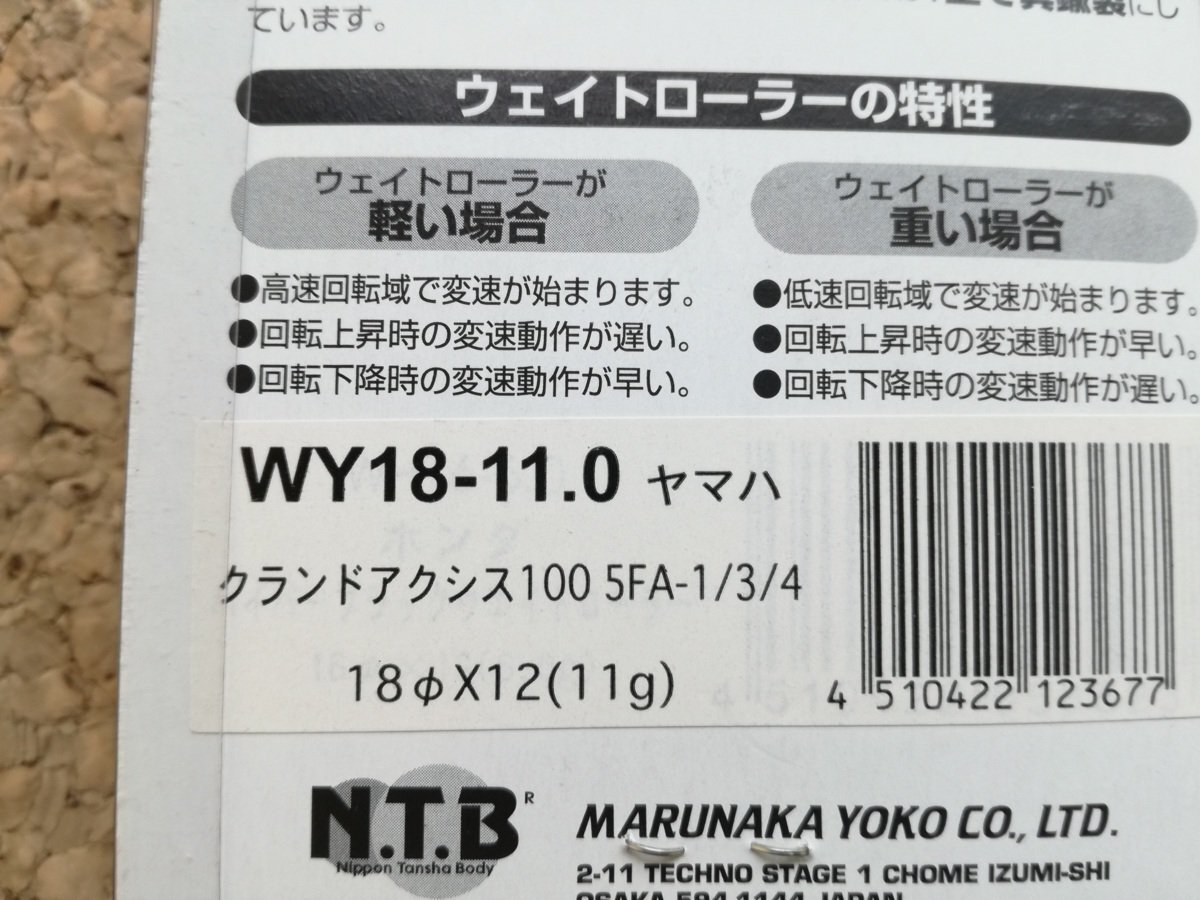 ています。
ウェイトローラーの特性
ウェイトローラーが
軽い場合
●高速回転域で変速が始まります。
●回転上昇時の変速動作が遅い。
●回転下降時の変速動作が早い。
ウェイトローラーが
重い場合
●低速回転域で変速が始まります。
●回転上昇時の変速動作が早い。
●回転下降時の変速動作が遅い。
WY18-11.0 ヤマハ
クランドアクシス100 5FA-1/3/4
18φX12(11g)
4 510422 123677
N.T.B®
Nippon Tansha Body
MARUNAKA YOKO CO., LTD.
2-11 TECHNO STAGE 1 CHOME IZUMI-SHI
OSAKA 594-1144 JAPAN